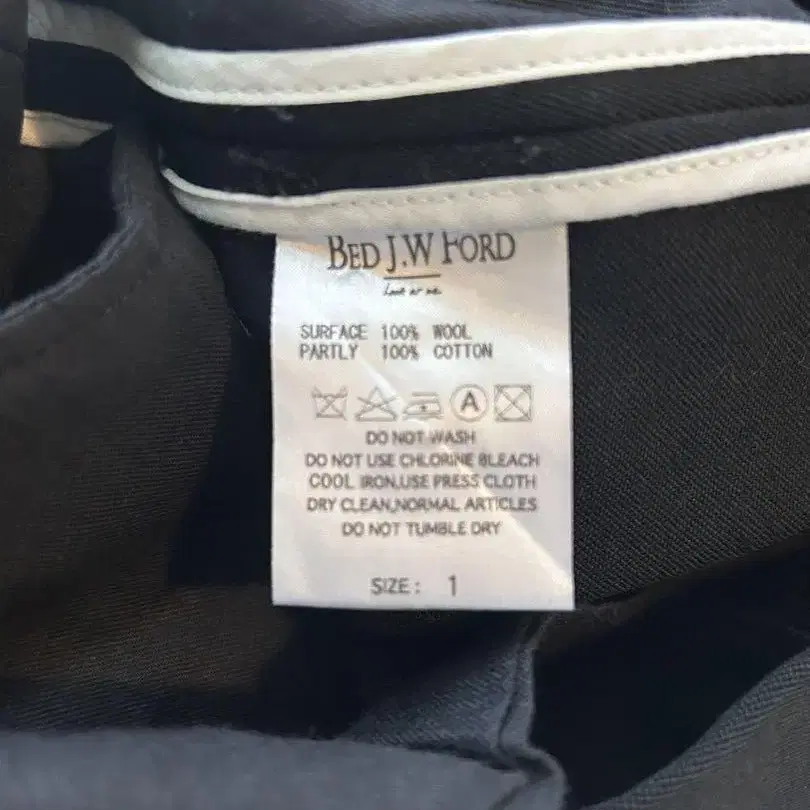 BED J.W FORD
SURFACE 100% WOOL
PARTLY 100% COTTON
A
DO NOT WASH
DO NOT USE CHLORINE BLEACH
COOL IRON,USE PRESS CLOTH
DRY CLEAN,NORMAL ARTICLES
DO NOT TUMBLE DRY
SIZE: 1